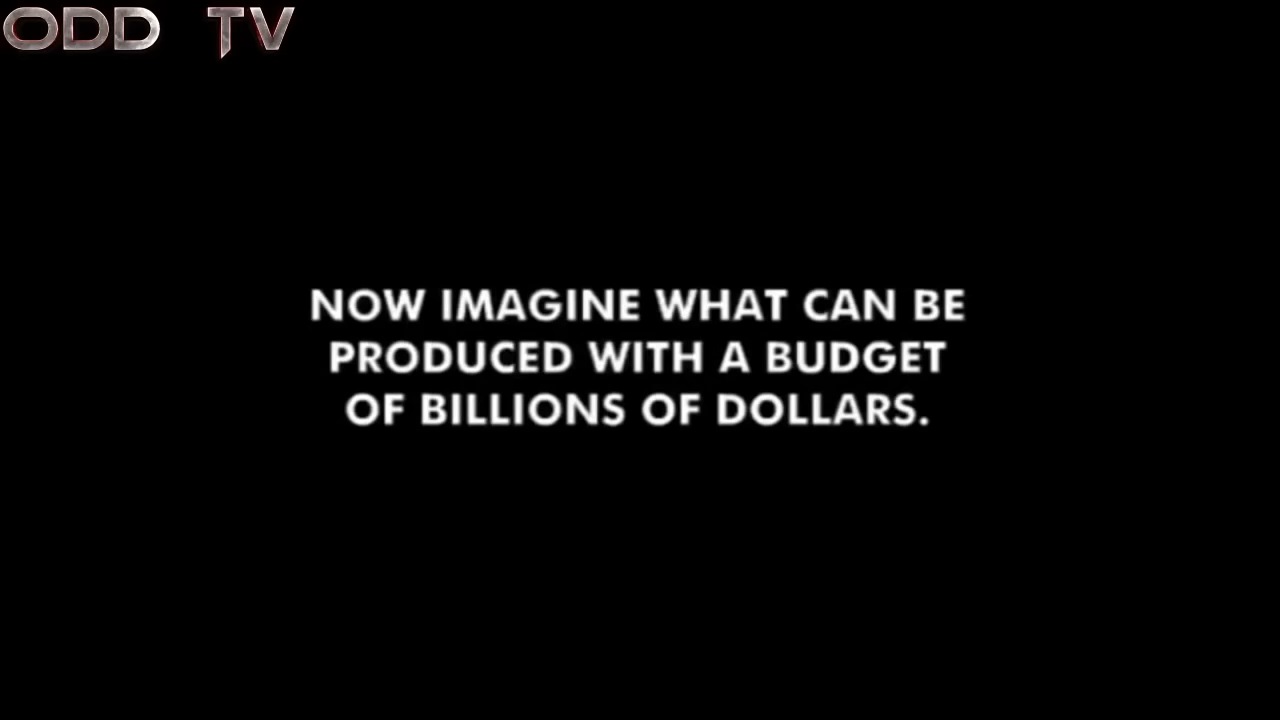 ODD TV
NOW IMAGINE WHAT CAN BE
PRODUCED WITH A BUDGET
OF BILLIONS OF DOLLARS.